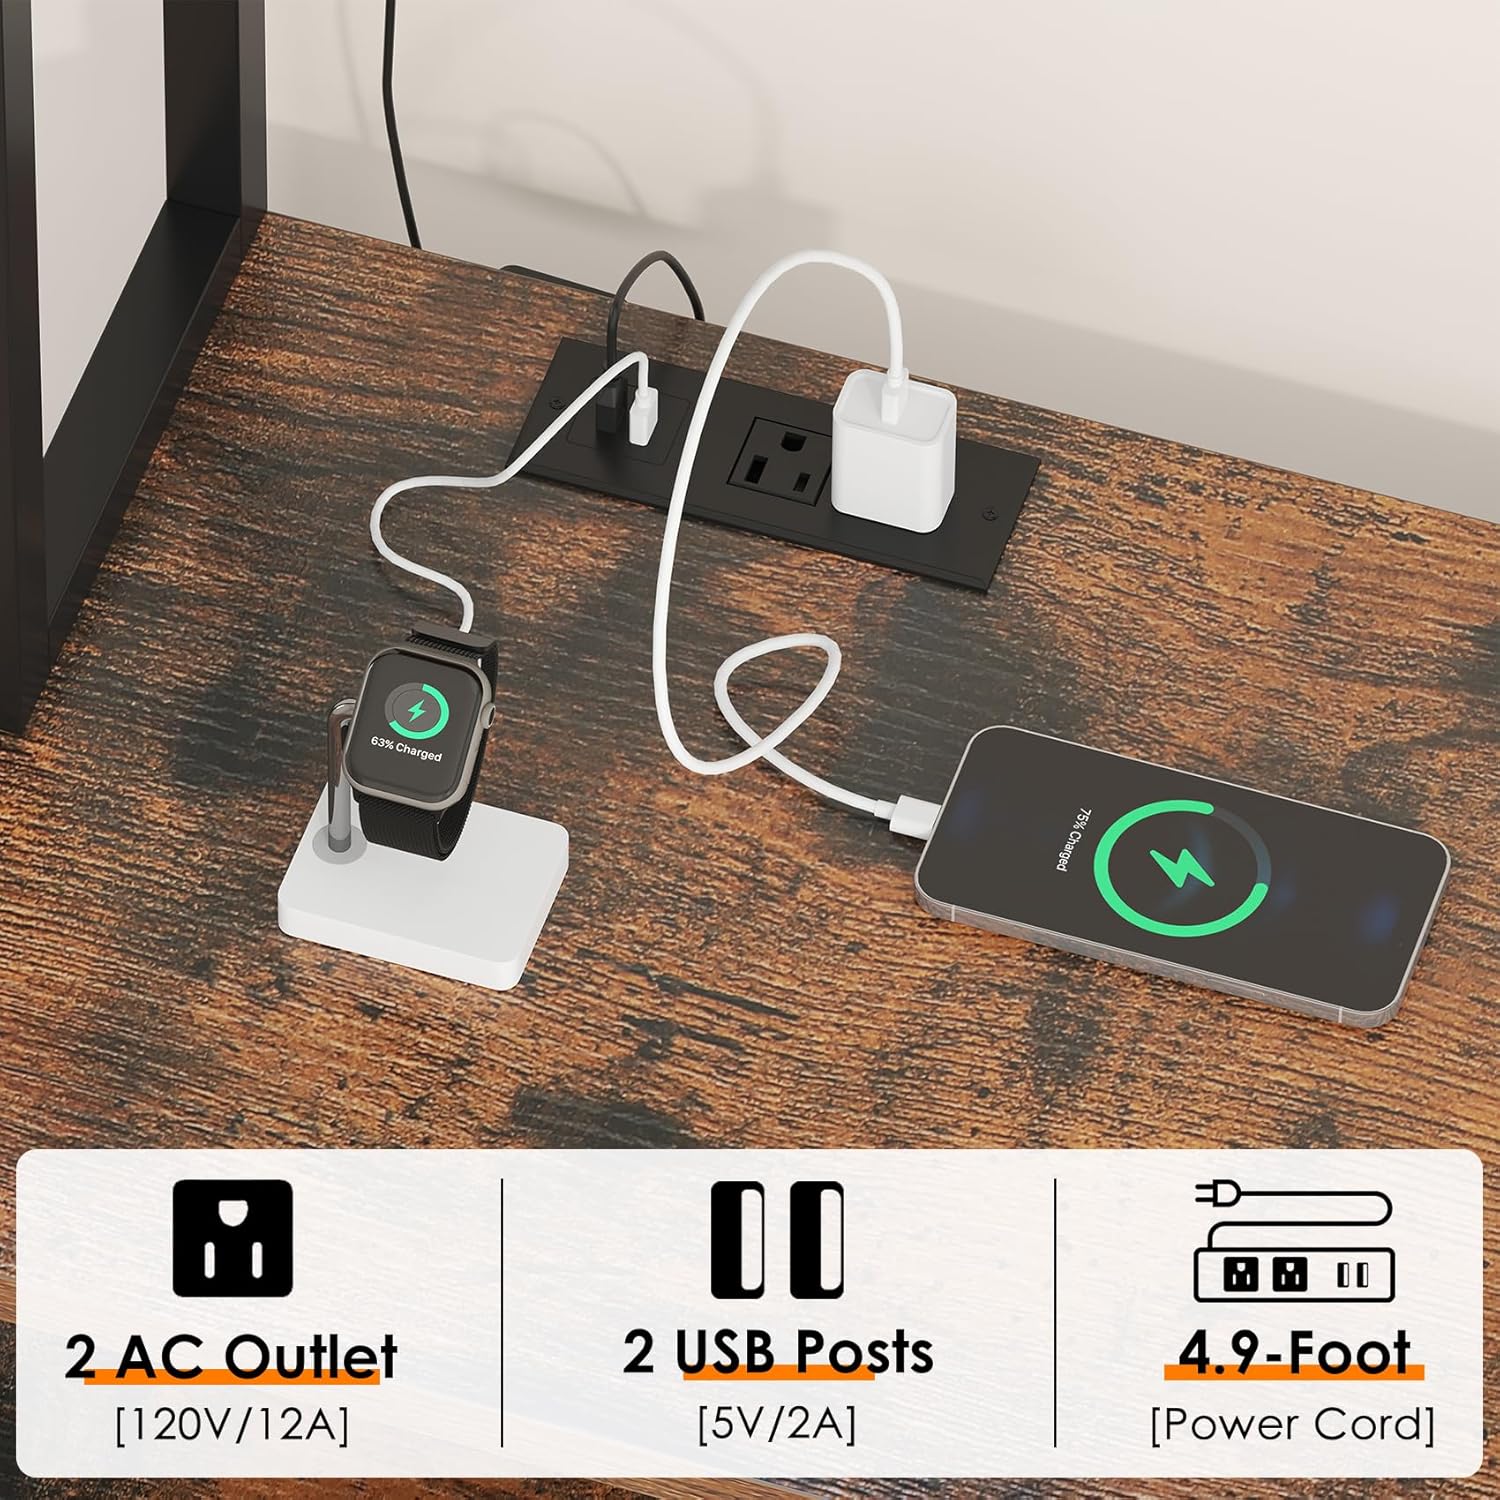 63% Charged
75% Charged
2 AC Outlet
[120V/12A]
2 USB Posts
[5V/2A]
4.9-Foot
[Power Cord]